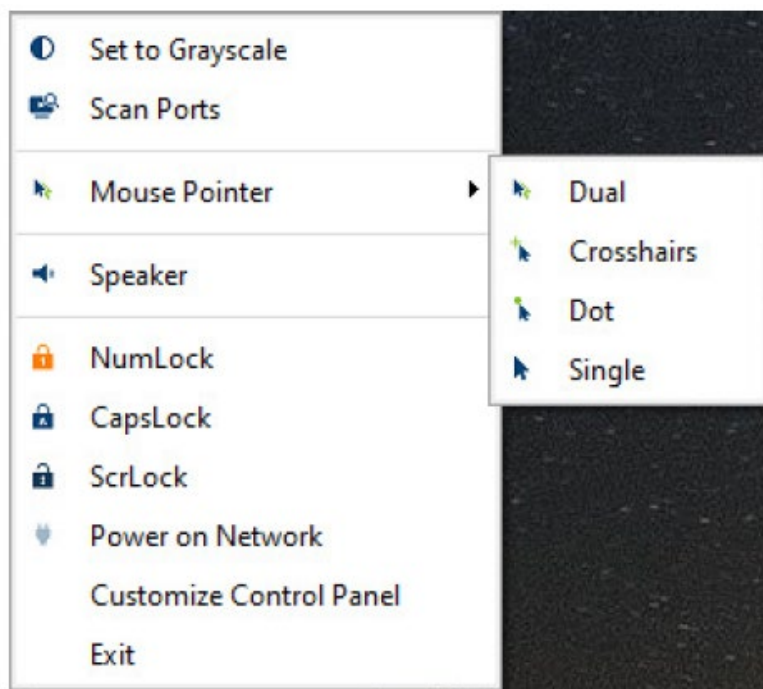 Set to Grayscale
Scan Ports
Mouse Pointer
Dual
Crosshairs
Dot
Single
Speaker
NumLock
CapsLock
ScrLock
Power on Network
Customize Control Panel
Exit